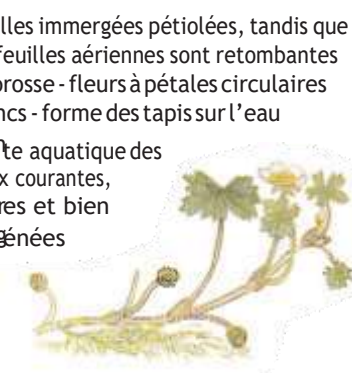 lles immergées pétiolées, tandis que
feuilles aériennes sont retombantes
brosse - fleurs à pétales circulaires
ncs - forme des tapis sur l’eau
te aquatique des
x courantes,
res et bien
génées